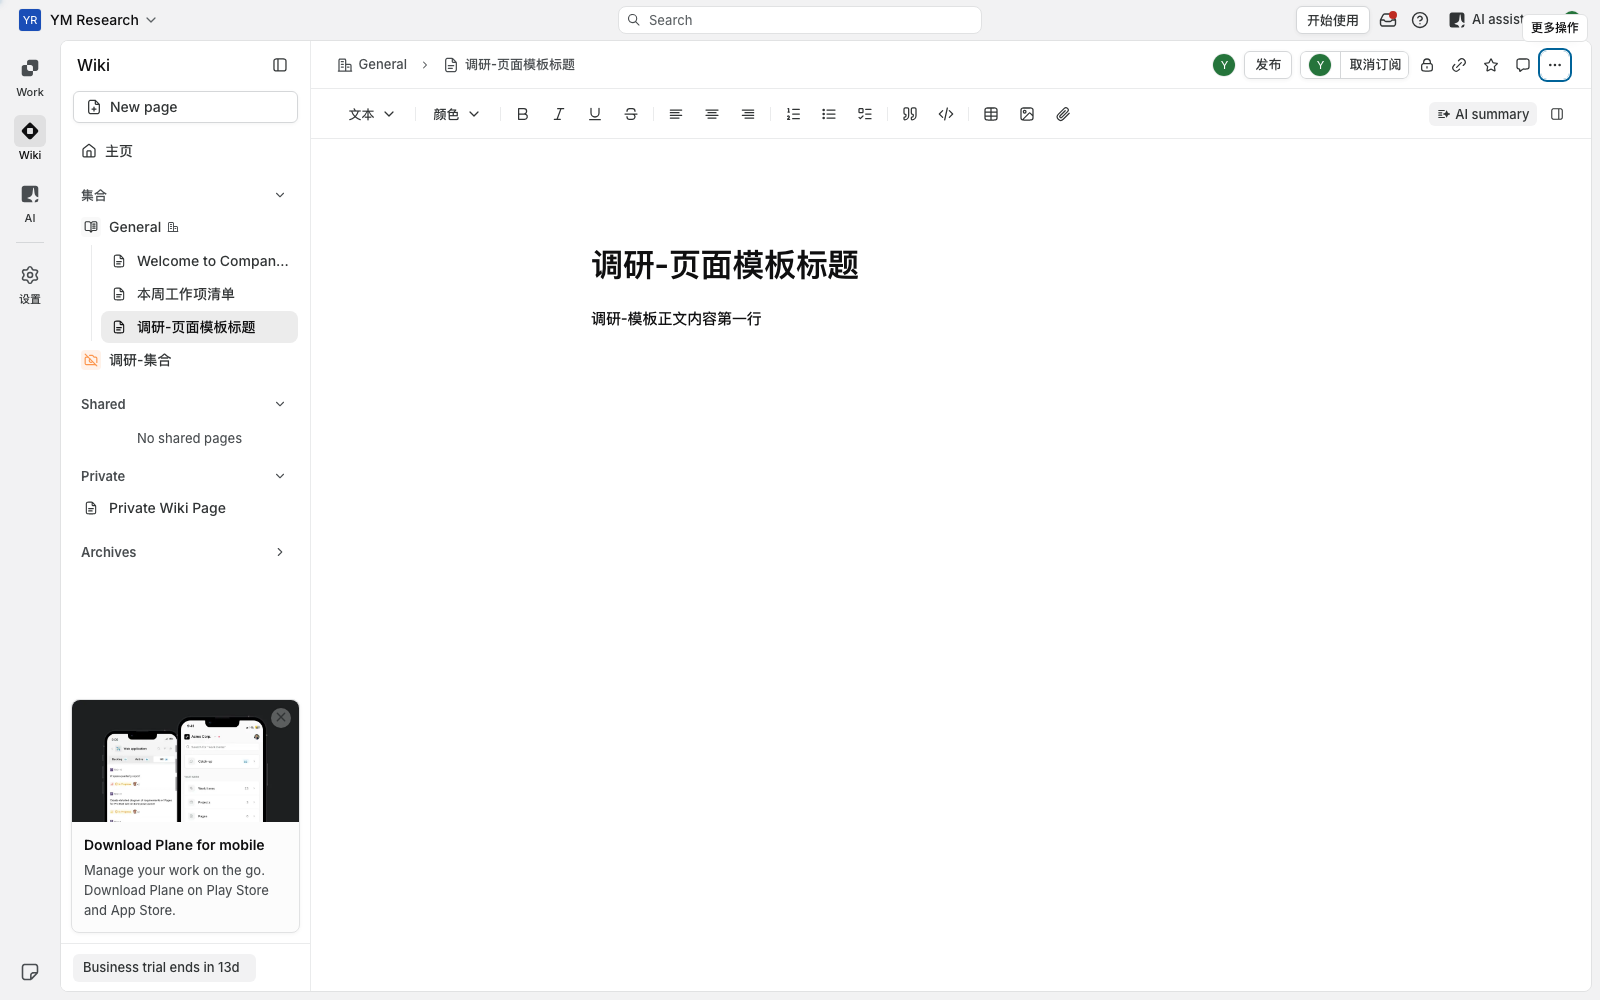 YR YM Research
Search
开始使用
AI assist
更多操作
Work
Wiki
AI
设置
Wiki
New page
主页
集合
General
Welcome to Compan...
本周工作项清单
调研-页面模板标题
调研-集合
Shared
No shared pages
Private
Private Wiki Page
Archives
Download Plane for mobile
Manage your work on the go.
Download Plane on Play Store
and App Store.
Business trial ends in 13d
General
调研-页面模板标题
Y
发布
Y
取消订阅
文本
颜色
AI summary
调研-页面模板标题
调研-模板正文内容第一行